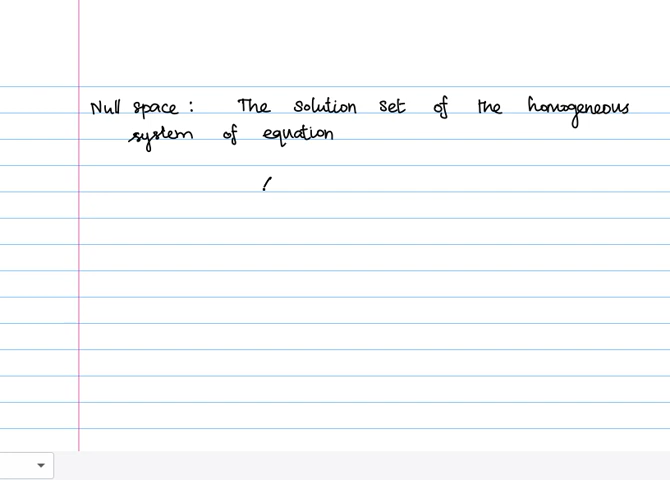 Null space : The solution set of the homogeneous
system of equation